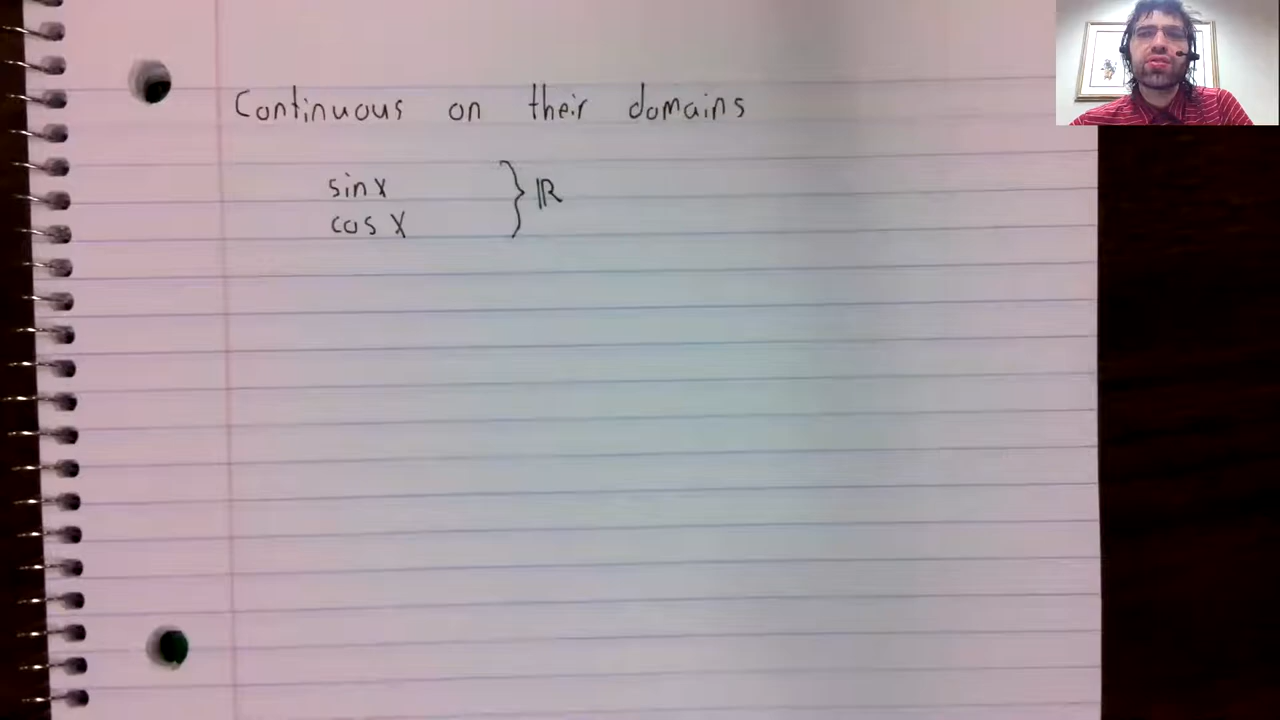 Continuous on their domains
sin x
cos x } ℝ